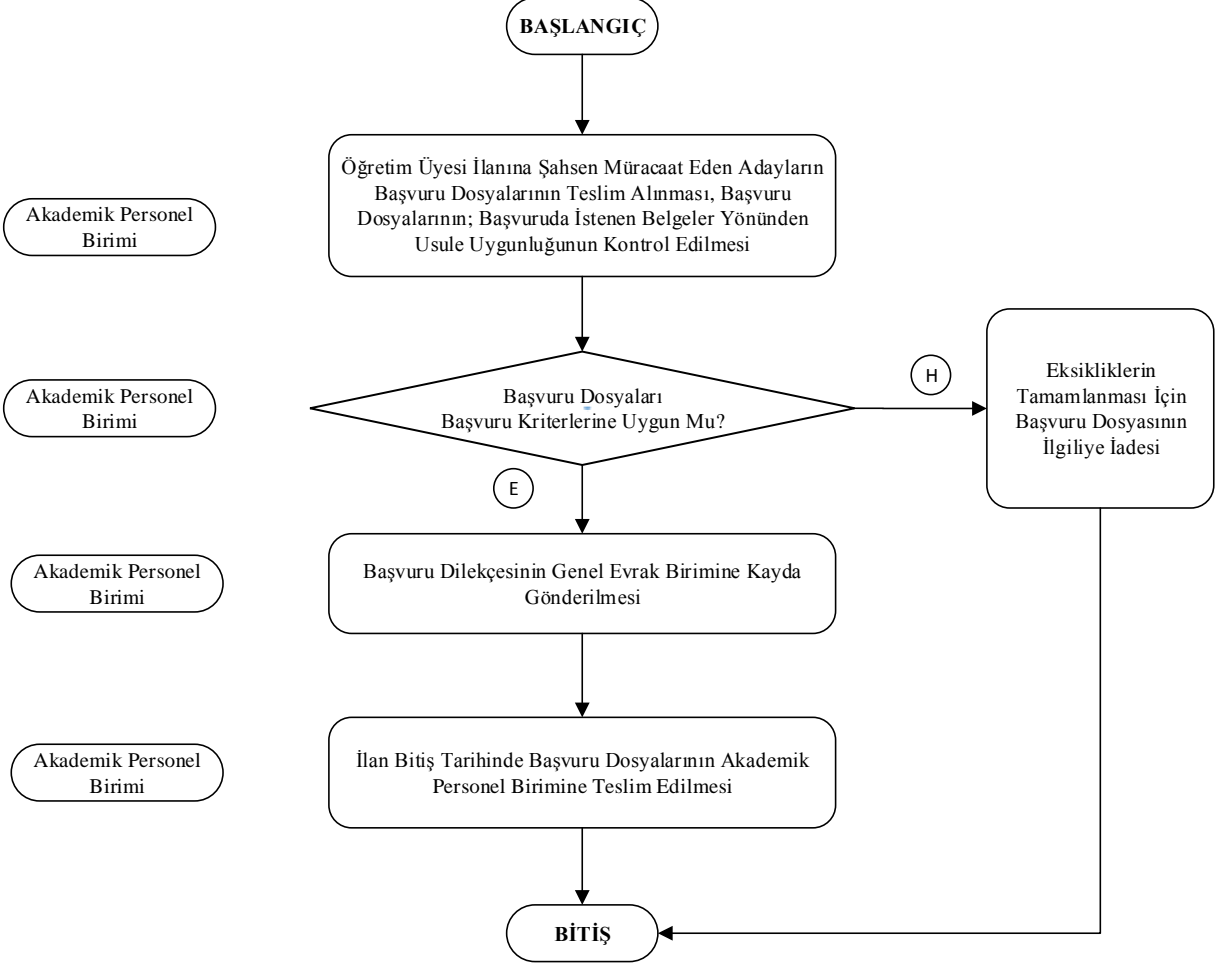 BAŞLANGIÇ
Akademik Personel
Birimi
Öğretim Üyesi İlanına Şahsen Müracaat Eden Adayların
Başvuru Dosyalarının Teslim Alınması, Başvuru
Dosyalarının; Başvuruda İstenen Belgeler Yönünden
Usule Uygunluğunun Kontrol Edilmesi
Akademik Personel
Birimi
Başvuru Dosyaları
Başvuru Kriterlerine Uygun Mu?
H
Eksikliklerin
Tamamlanması İçin
Başvuru Dosyasının
İlgiliye İadesi
E
Akademik Personel
Birimi
Başvuru Dilekçesinin Genel Evrak Birimine Kayda
Gönderilmesi
Akademik Personel
Birimi
İlan Bitiş Tarihinde Başvuru Dosyalarının Akademik
Personel Birimine Teslim Edilmesi
BİTİŞ